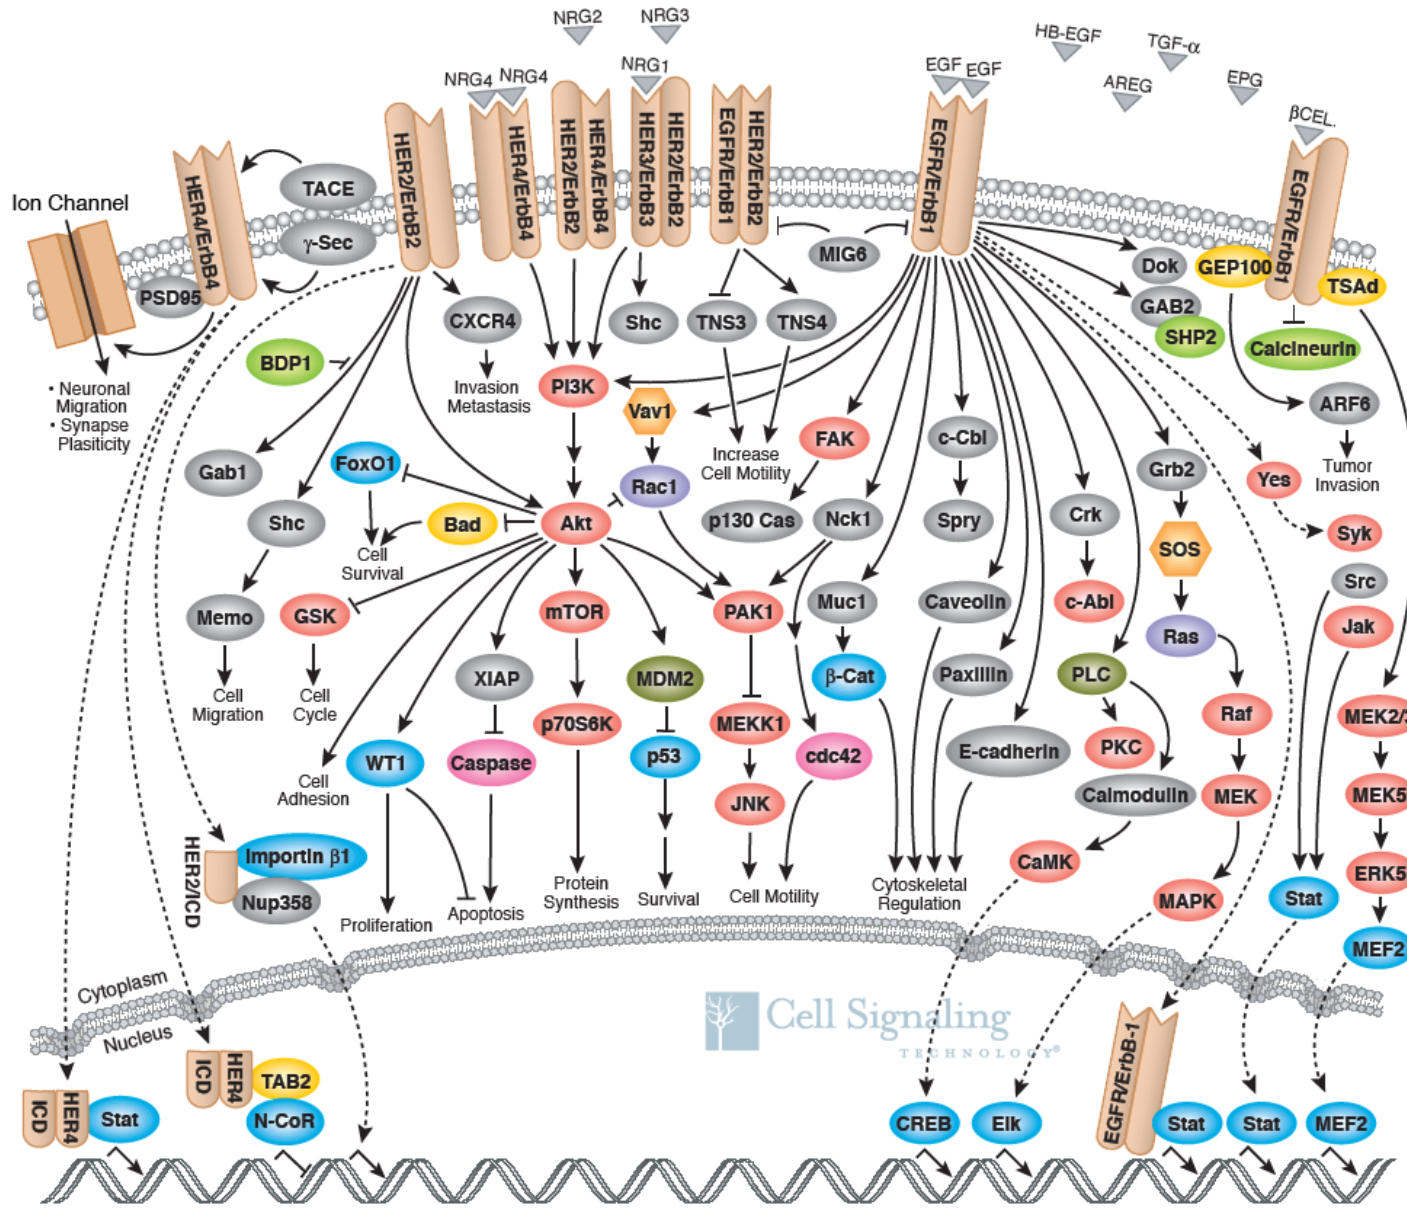 NRG2
NRG3
HB-EGF
TGF-α
NRG4
NRG4
NRG1
EGF
EGF
AREG
EPG
βCEL.
HER4/ErbB4
TACE
γ-Sec
HER2/ErbB2
HER4/ErbB4
HER2/ErbB2
HER4/ErbB4
HER3/ErbB3
HER2/ErbB2
EGFR/ErbB1
HER2/ErbB2
EGFR/ErbB1
EGFR/ErbB1
Ion Channel
PSD95
MIG6
Dok
GEP100
TSAd
GAB2
SHP2
Calcineurin
CXCR4
Shc
TNS3
TNS4
BDP1
• Neuronal
Migration
• Synapse
Plasiticity
Invasion
Metastasis
PI3K
Vav1
FAK
c-Cbl
ARF6
Gab1
FoxO1
Increase
Cell Motility
Grb2
Yes
Tumor
Invasion
Rac1
Shc
Bad
Akt
p130 Cas
Nck1
Spry
Crk
SOS
Syk
Cell
Survival
Src
Memo
GSK
mTOR
PAK1
Muc1
Caveolin
c-Abl
Ras
Jak
XIAP
MDM2
β-Cat
Paxillin
PLC
Cell
Migration
Cell
Cycle
p70S6K
MEKK1
Raf
MEK2/3
WT1
Caspase
p53
cdc42
E-cadherin
PKC
Cell
Adhesion
JNK
Calmodulin
MEK
MEK5
HER2/ICD
Importin β1
Nup358
CaMK
ERK5
Proliferation
Apoptosis
Protein
Synthesis
Survival
Cell Motility
Cytoskeletal
Regulation
MAPK
Stat
MEF2
Cytoplasm
Nucleus
Cell Signaling
TECHNOLOGY®
ICD
HER4
Stat
ICD
HER4
TAB2
N-CoR
CREB
Elk
EGFR/ErbB-1
Stat
Stat
MEF2